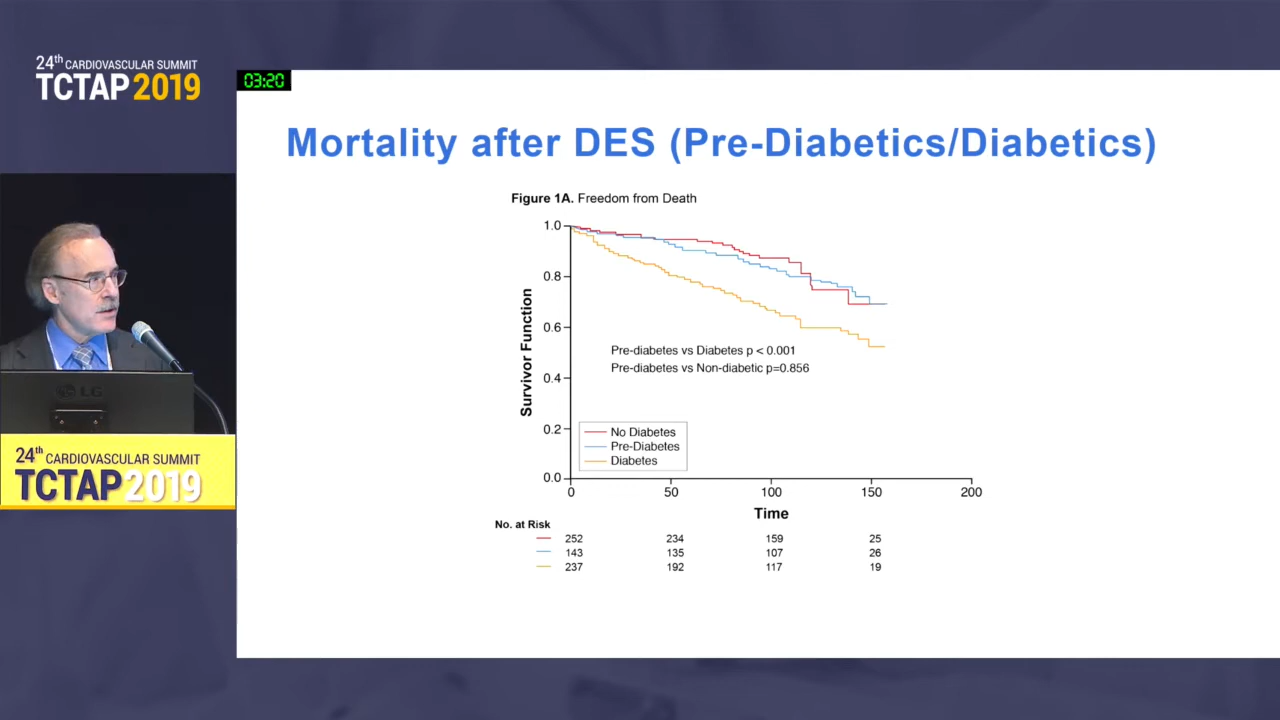 24th CARDIOVASCULAR SUMMIT
TCTAP 2019
03:20
Mortality after DES (Pre-Diabetics/Diabetics)
Figure 1A. Freedom from Death
Survivor Function
1.0
0.8
0.6
0.4
0.2
0.0
Pre-diabetes vs Diabetes p < 0.001
Pre-diabetes vs Non-diabetic p=0.856
No Diabetes
Pre-Diabetes
Diabetes
0 50 100 150 200
Time
No. at Risk
252 234 159 25
143 135 107 26
237 192 117 19
LG
24th CARDIOVASCULAR SUMMIT
TCTAP 2019